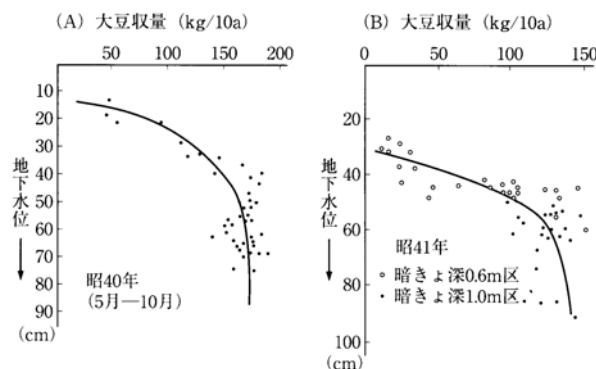 (A) 大豆収量 (kg/10a)
50 100 150 200
10
20
30
40
50
60
70
80
90
(cm)
地下水位
昭40年
(5月—10月)
(B) 大豆収量 (kg/10a)
0 50 100 150
20
40
60
80
100
(cm)
地下水位
昭41年
○ 暗きょ深0.6m区
• 暗きょ深1.0m区